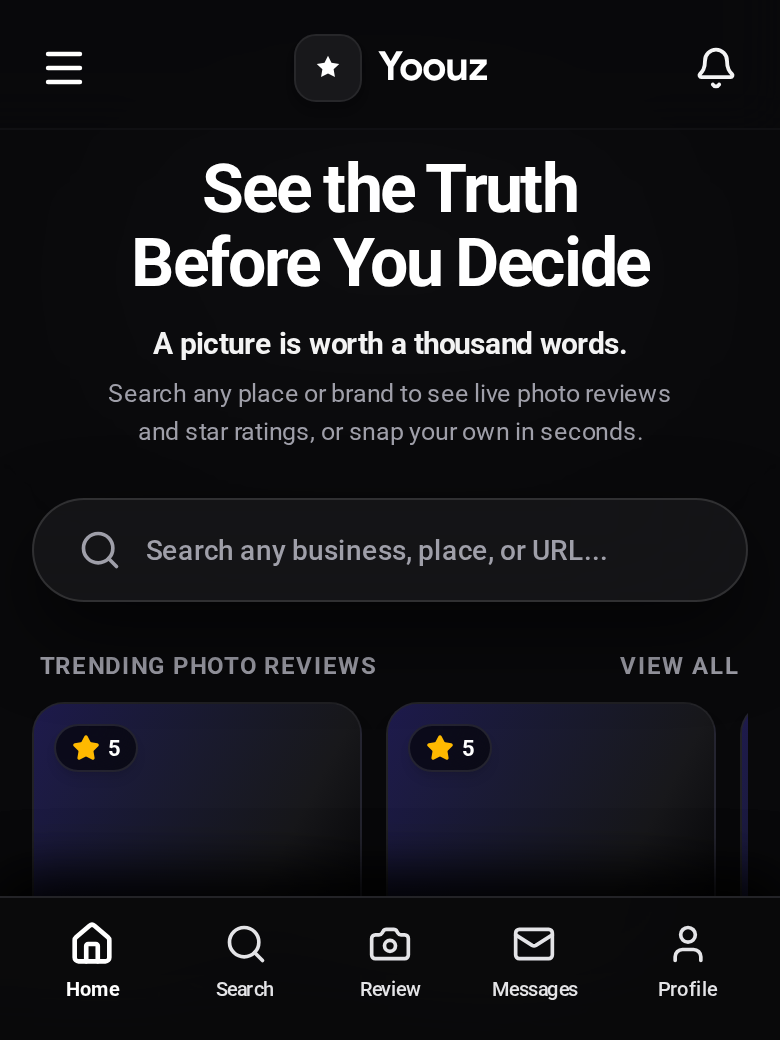 Yoouz
See the Truth
Before You Decide
A picture is worth a thousand words.
Search any place or brand to see live photo reviews
and star ratings, or snap your own in seconds.
Search any business, place, or URL...
TRENDING PHOTO REVIEWS VIEW ALL
5 5
Home Search Review Messages Profile